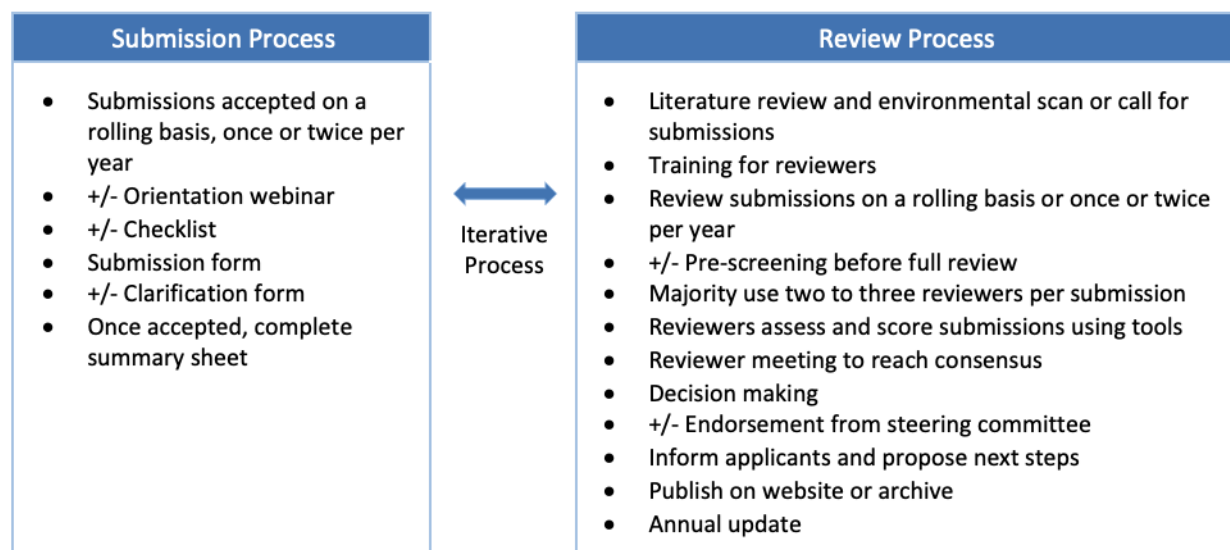 Submission Process
• Submissions accepted on a
rolling basis, once or twice per
year
• +/- Orientation webinar
• +/- Checklist
• Submission form
• +/- Clarification form
• Once accepted, complete
summary sheet
Iterative
Process
Review Process
• Literature review and environmental scan or call for
submissions
• Training for reviewers
• Review submissions on a rolling basis or once or twice
per year
• +/- Pre-screening before full review
• Majority use two to three reviewers per submission
• Reviewers assess and score submissions using tools
• Reviewer meeting to reach consensus
• Decision making
• +/- Endorsement from steering committee
• Inform applicants and propose next steps
• Publish on website or archive
• Annual update